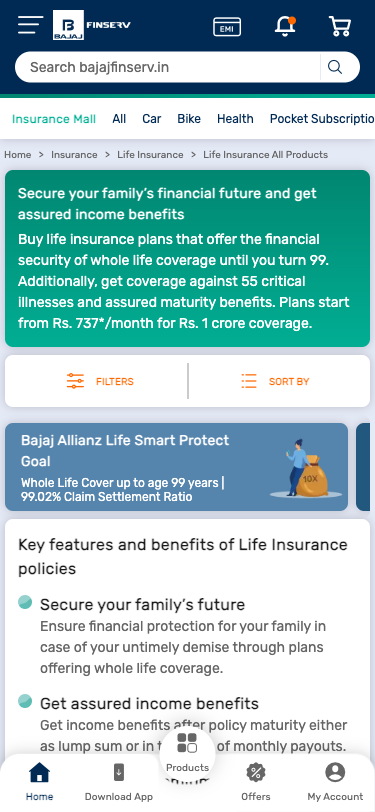 B
BAJAJ
FINSERV
EMI
Search bajajfinserv.in
Insurance Mall All Car Bike Health Pocket Subscriptio
Home > Insurance > Life Insurance > Life Insurance All Products
Secure your family's financial future and get
assured income benefits
Buy life insurance plans that offer the financial
security of whole life coverage until you turn 99.
Additionally, get coverage against 55 critical
illnesses and assured maturity benefits. Plans start
from Rs. 737*/month for Rs. 1 crore coverage.
FILTERS SORT BY
Bajaj Allianz Life Smart Protect
Goal
Whole Life Cover up to age 99 years |
99.02% Claim Settlement Ratio
10X
Key features and benefits of Life Insurance
policies
Secure your family's future
Ensure financial protection for your family in
case of your untimely demise through plans
offering whole life coverage.
Get assured income benefits
Get income benefits after policy maturity either
as lump sum or in t of monthly payouts.
Products
Home Download App Offers My Account